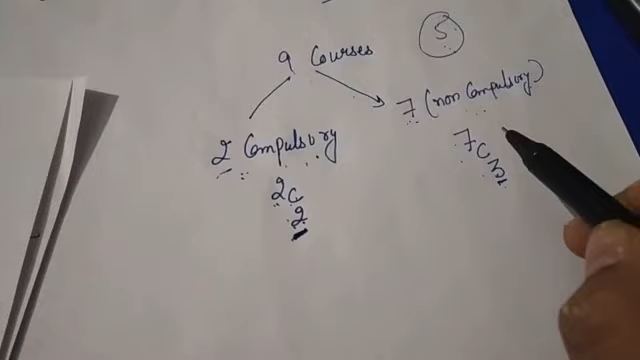 5
9 Courses
2 Compulsory
7 (non Compulsory)
2C2
7C3